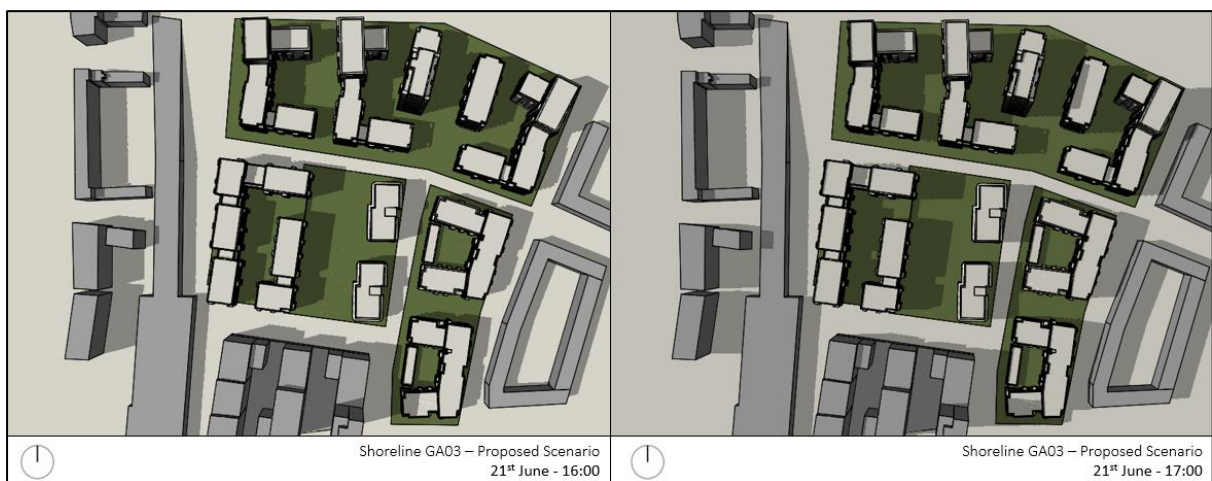 Shoreline GA03 – Proposed Scenario
21st June - 16:00
Shoreline GA03 – Proposed Scenario
21st June - 17:00